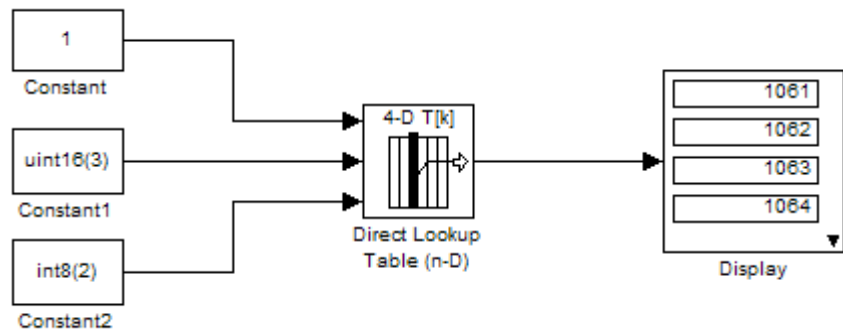 1
Constant
uint16(3)
Constant1
int8(2)
Constant2
4-D T[k]
Direct Lookup
Table (n-D)
1061
1062
1063
1064
Display